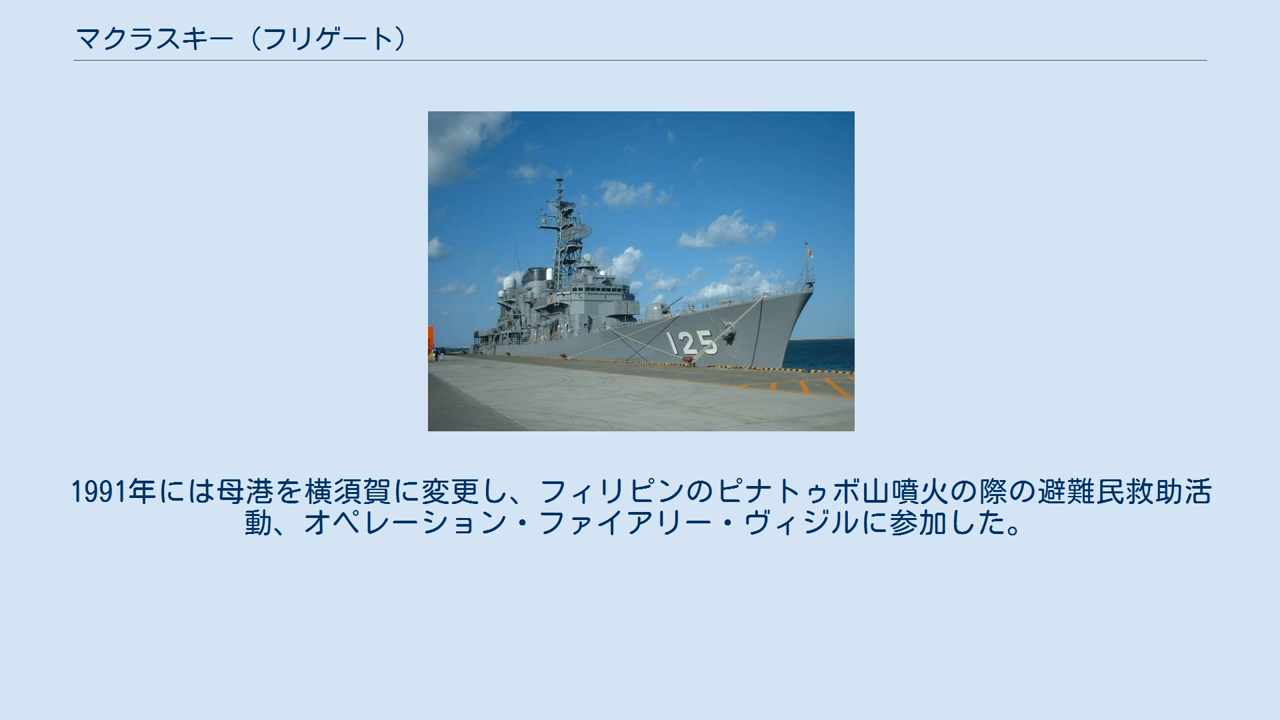 マクラスキー（フリゲート）
125
1991年には母港を横須賀に変更し、フィリピンのピナトゥボ山噴火の際の避難民救助活
動、オペレーション・ファイアリー・ヴィジルに参加した。